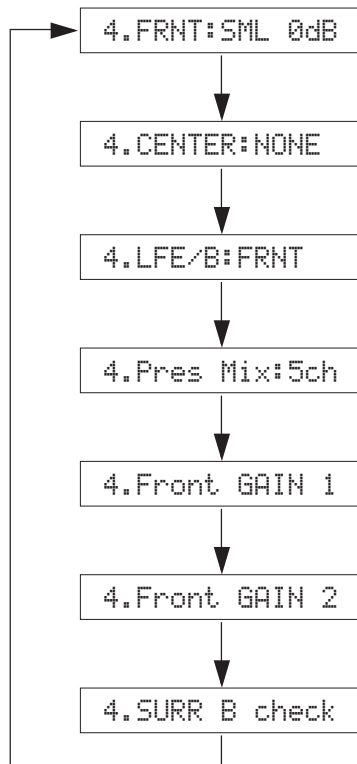 4.FRNT:SML 0dB
4.CENTER:NONE
4.LFE/B:FRNT
4.Pres Mix:5ch
4.Front GAIN 1
4.Front GAIN 2
4.SURR B check